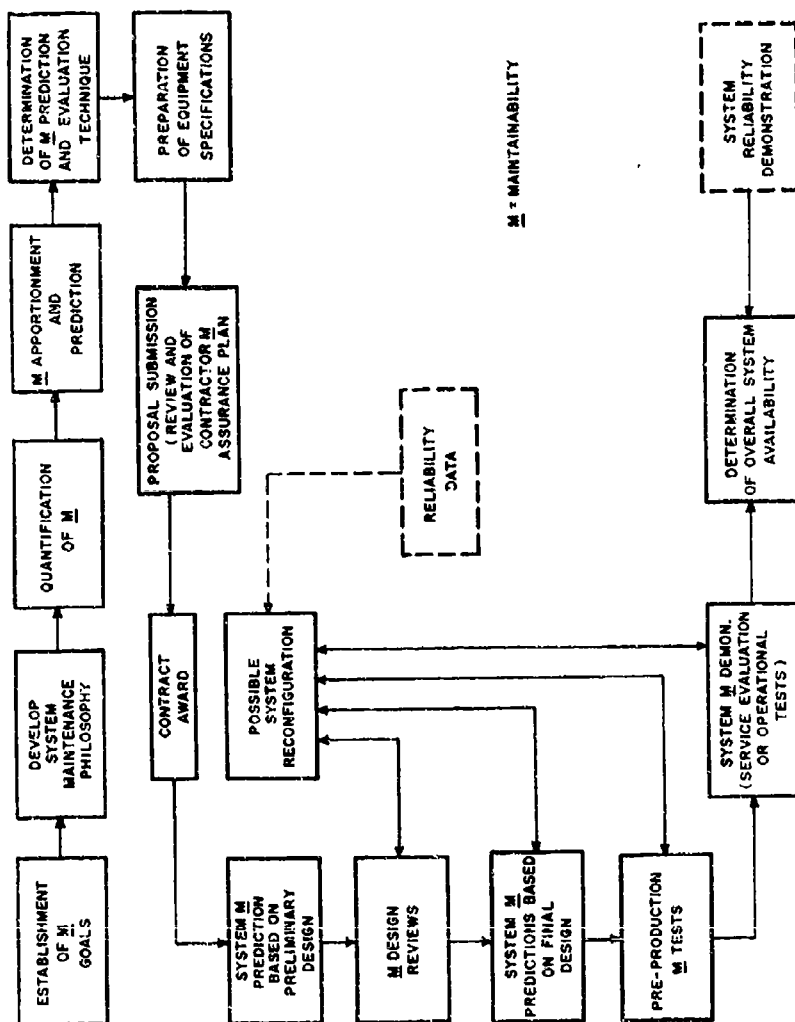 ESTABLISHMENT
OF M
GOALS
DEVELOP
SYSTEM
MAINTENANCE
PHILOSOPHY
QUANTIFICATION
OF M
M APPORTIONMENT
AND
PREDICTION
DETERMINATION
OF M PREDICTION
AND EVALUATION
TECHNIQUE
PREPARATION
OF EQUIPMENT
SPECIFICATIONS
PROPOSAL SUBMISSION
(REVIEW AND
EVALUATION OF
CONTRACTOR M
ASSURANCE PLAN
CONTRACT
AWARD
SYSTEM M
PREDICTION
BASED ON
PRELIMINARY
DESIGN
M DESIGN
REVIEWS
SYSTEM M
PREDICTIONS BASED
ON FINAL
DESIGN
PRE-PRODUCTION
M TESTS
POSSIBLE
SYSTEM
RECONFIGURATION
RELIABILITY
DATA
SYSTEM M DEMON.
(SERVICE EVALUATION
OR OPERATIONAL
TESTS)
DETERMINATION
OF OVERALL SYSTEM
AVAILABILITY
SYSTEM
RELIABILITY
DEMONSTRATION
M = MAINTAINABILITY